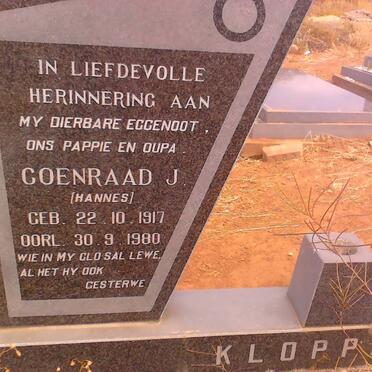 IN LIEFDEVOLLE
HERINNERING AAN
MY DIERBARE EGGENOOT,
ONS PAPPIE EN OUPA
COENRAAD J.
[HANNES]
GEB. 22.10.1917
OORL. 30.9.1980
WIE IN MY GLO SAL LEWE,
AL HET HY OOK
GESTERWE
KLOPP